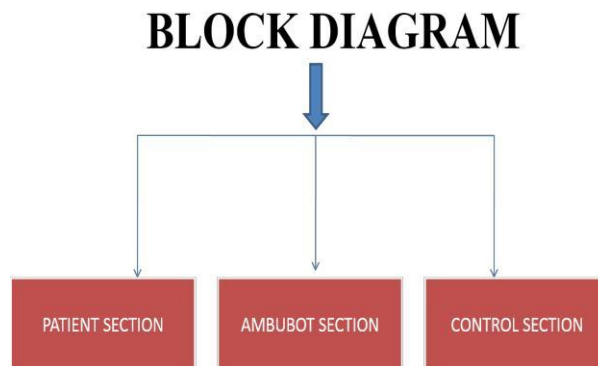 BLOCK DIAGRAM
PATIENT SECTION
AMBUBOT SECTION
CONTROL SECTION